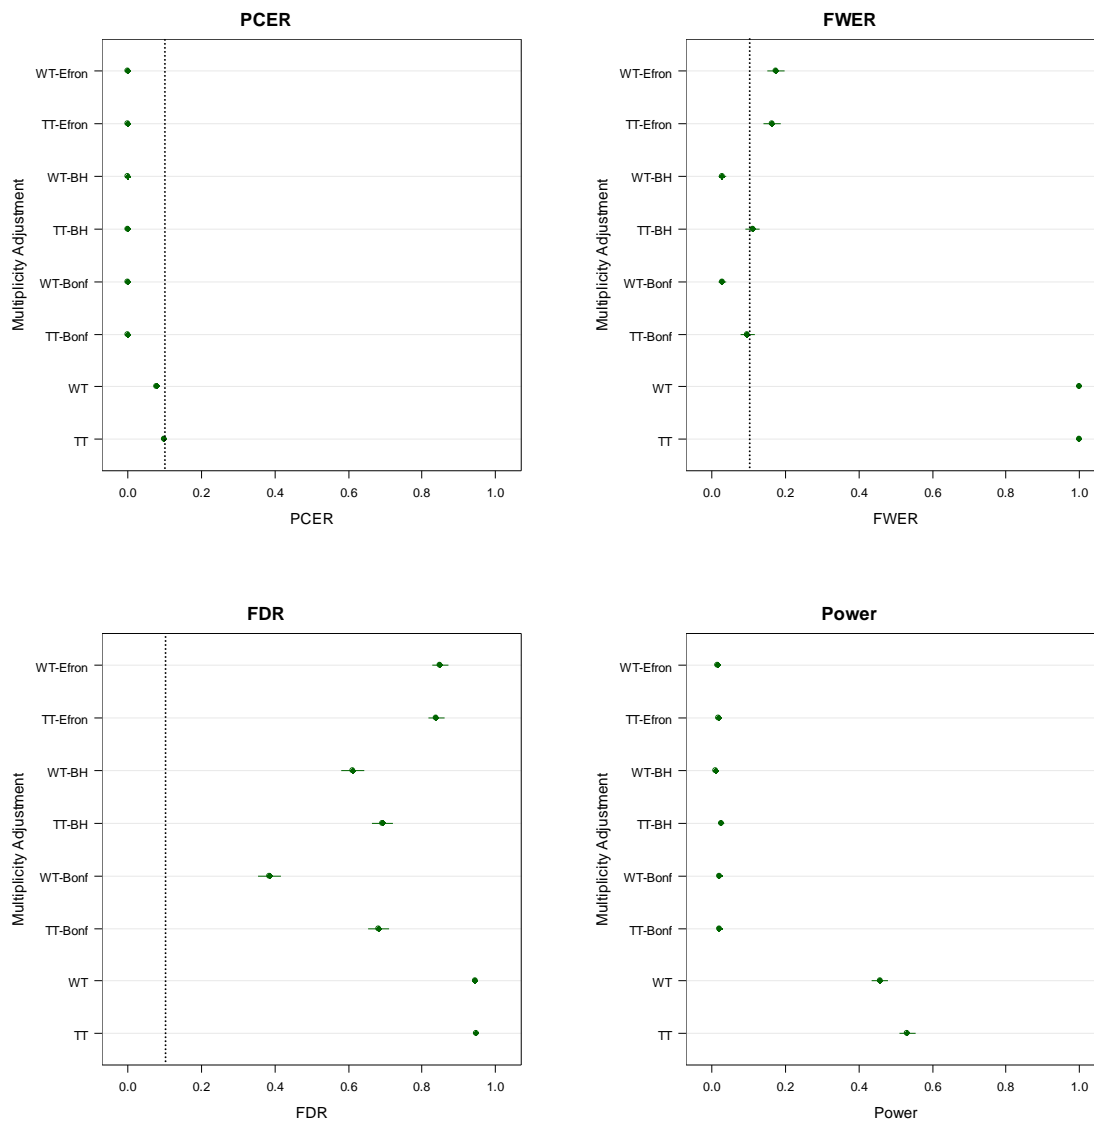 PCER
Multiplicity Adjustment
WT-Efron
TT-Efron
WT-BH
TT-BH
WT-Bonf
TT-Bonf
WT
TT
0.0 0.2 0.4 0.6 0.8 1.0
PCER
FWER
Multiplicity Adjustment
WT-Efron
TT-Efron
WT-BH
TT-BH
WT-Bonf
TT-Bonf
WT
TT
0.0 0.2 0.4 0.6 0.8 1.0
FWER
FDR
Multiplicity Adjustment
WT-Efron
TT-Efron
WT-BH
TT-BH
WT-Bonf
TT-Bonf
WT
TT
0.0 0.2 0.4 0.6 0.8 1.0
FDR
Power
Multiplicity Adjustment
WT-Efron
TT-Efron
WT-BH
TT-BH
WT-Bonf
TT-Bonf
WT
TT
0.0 0.2 0.4 0.6 0.8 1.0
Power